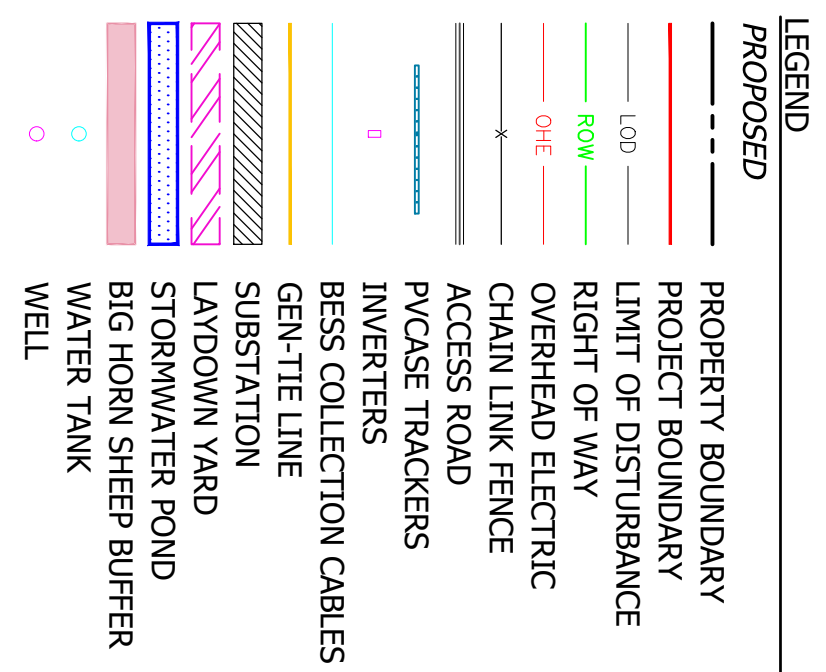 LEGEND
PROPOSED
PROPERTY BOUNDARY
PROJECT BOUNDARY
LOD LIMIT OF DISTURBANCE
ROW RIGHT OF WAY
OHE OVERHEAD ELECTRIC
X CHAIN LINK FENCE
ACCESS ROAD
PVCASE TRACKERS
INVERTERS
BESS COLLECTION CABLES
GEN-TIE LINE
SUBSTATION
LAYDOWN YARD
STORMWATER POND
BIG HORN SHEEP BUFFER
WATER TANK
WELL